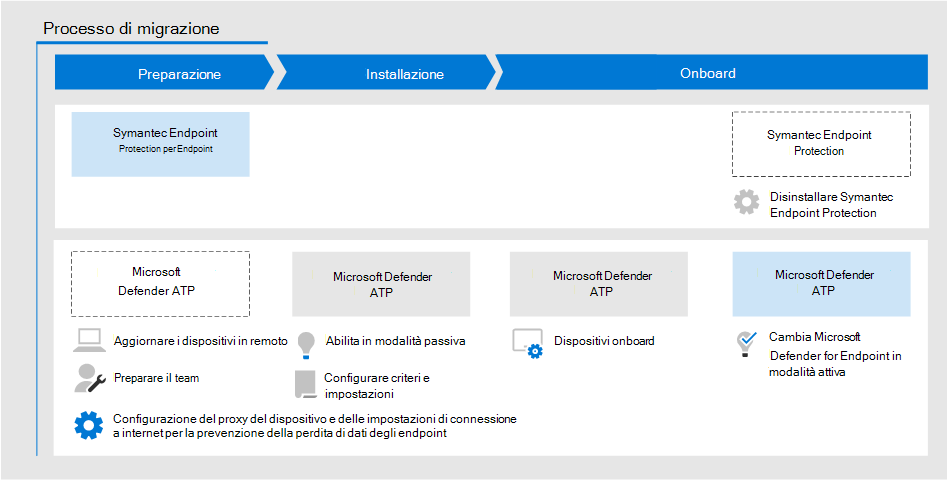 Processo di migrazione
Preparazione
Installazione
Onboard
Symantec Endpoint
Protection per Endpoint
Symantec Endpoint
Protection
Disinstallare Symantec
Endpoint Protection
Microsoft
Defender ATP
Microsoft Defender
ATP
Microsoft Defender
ATP
Microsoft Defender
ATP
Aggiornare i dispositivi in remoto
Preparare il team
Configurazione del proxy del dispositivo e delle impostazioni di connessione
a internet per la prevenzione della perdita di dati degli endpoint
Abilita in modalità passiva
Configurare criteri e
impostazioni
Dispositivi onboard
Cambia Microsoft
Defender for Endpoint in
modalità attiva